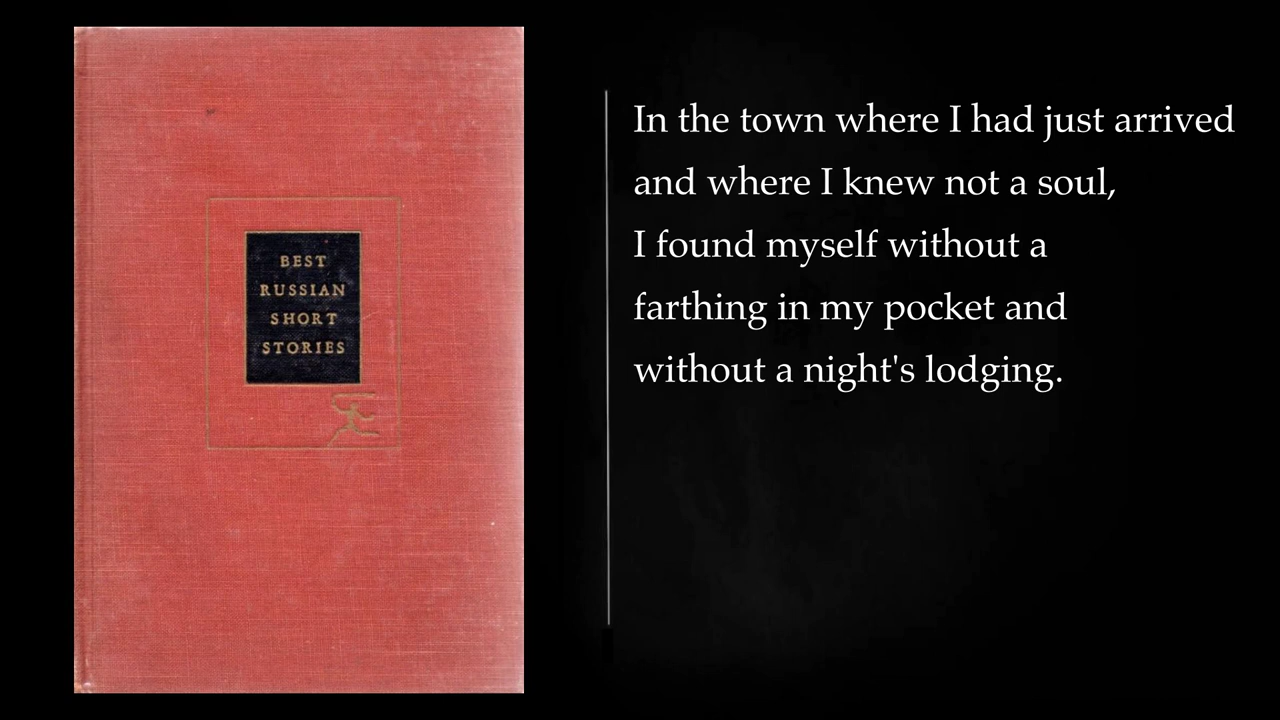 BEST
RUSSIAN
SHORT
STORIES
In the town where I had just arrived
and where I knew not a soul,
I found myself without a
farthing in my pocket and
without a night's lodging.